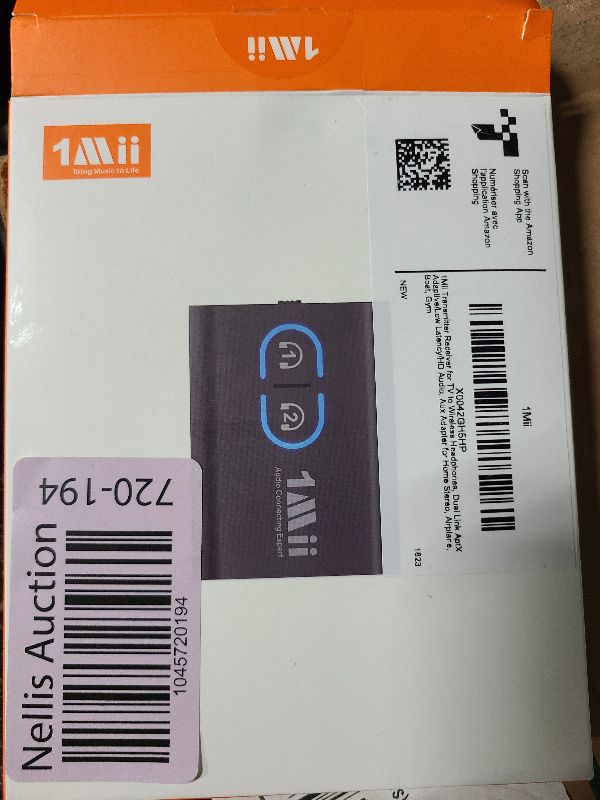 1Mii
1Mii
Bring Music to Life
Scan with the Amazon
Shopping App
Numériser avec
l'application Amazon
Shopping
1Mii
X0042GH5HP
1Mii Transmitter Receiver for TV to Wireless Headphones, Dual Link AptX
Adaptive/Low Latency/HD Audio, Aux Adapter for Home Stereo, Airplane,
Boat, Gym
NEW
1823
1
2
1Mii
Audio Connecting Expert
720-194
Nellis Auction
1045720194